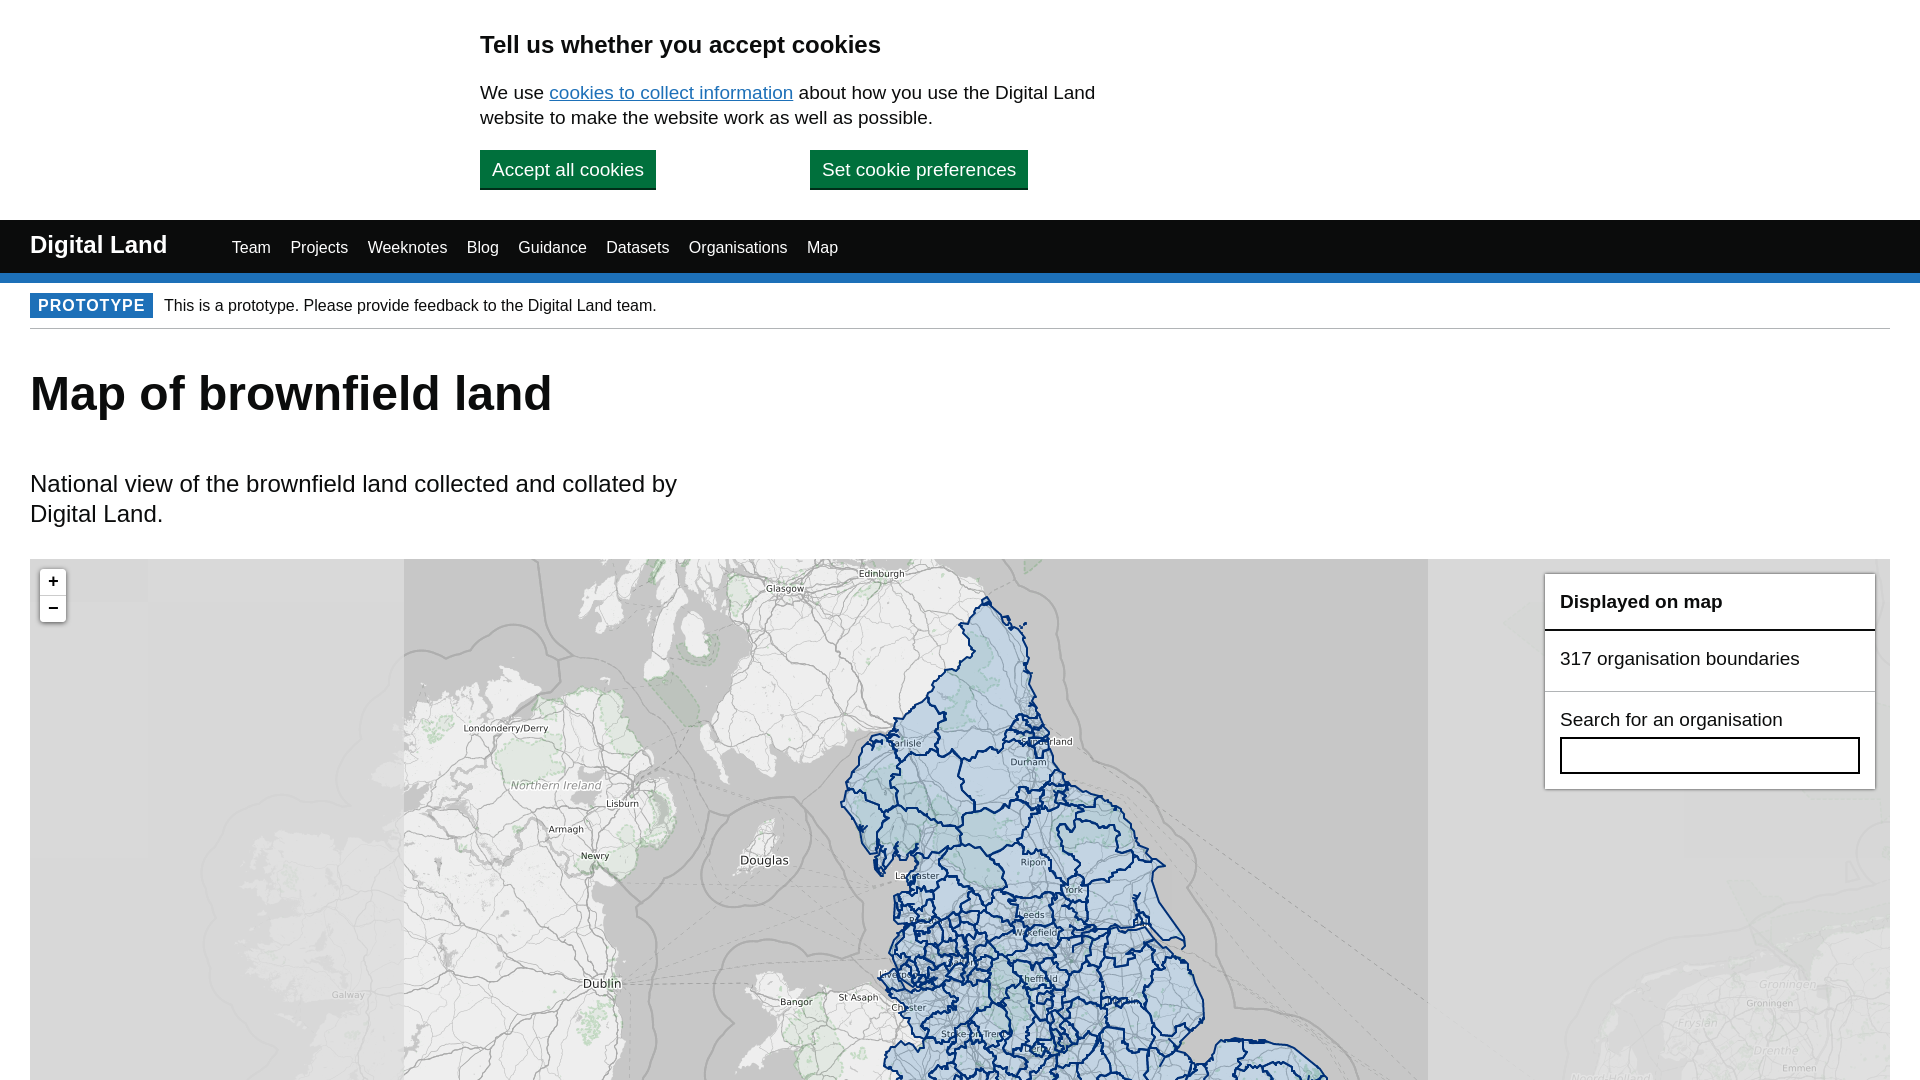 Tell us whether you accept cookies
We use cookies to collect information about how you use the Digital Land
website to make the website work as well as possible.
Accept all cookies
Set cookie preferences
Digital Land
Team Projects Weeknotes Blog Guidance Datasets Organisations Map
PROTOTYPE This is a prototype. Please provide feedback to the Digital Land team.
Map of brownfield land
National view of the brownfield land collected and collated by
Digital Land.
+
−
Displayed on map
317 organisation boundaries
Search for an organisation
Edinburgh
Glasgow
Londonderry/Derry
Carlisle
Sunderland
Durham
Northern Ireland
Lisburn
Armagh
Newry
Douglas
Ripon
Lancaster
York
Leeds
Wakefield
Liverpool
Sheffield
Dublin
Galway
Bangor
St Asaph
Chester
Stoke-on-Trent
Derby
Groningen
Groningen
Drenthe
Emmen
Noord-Holland